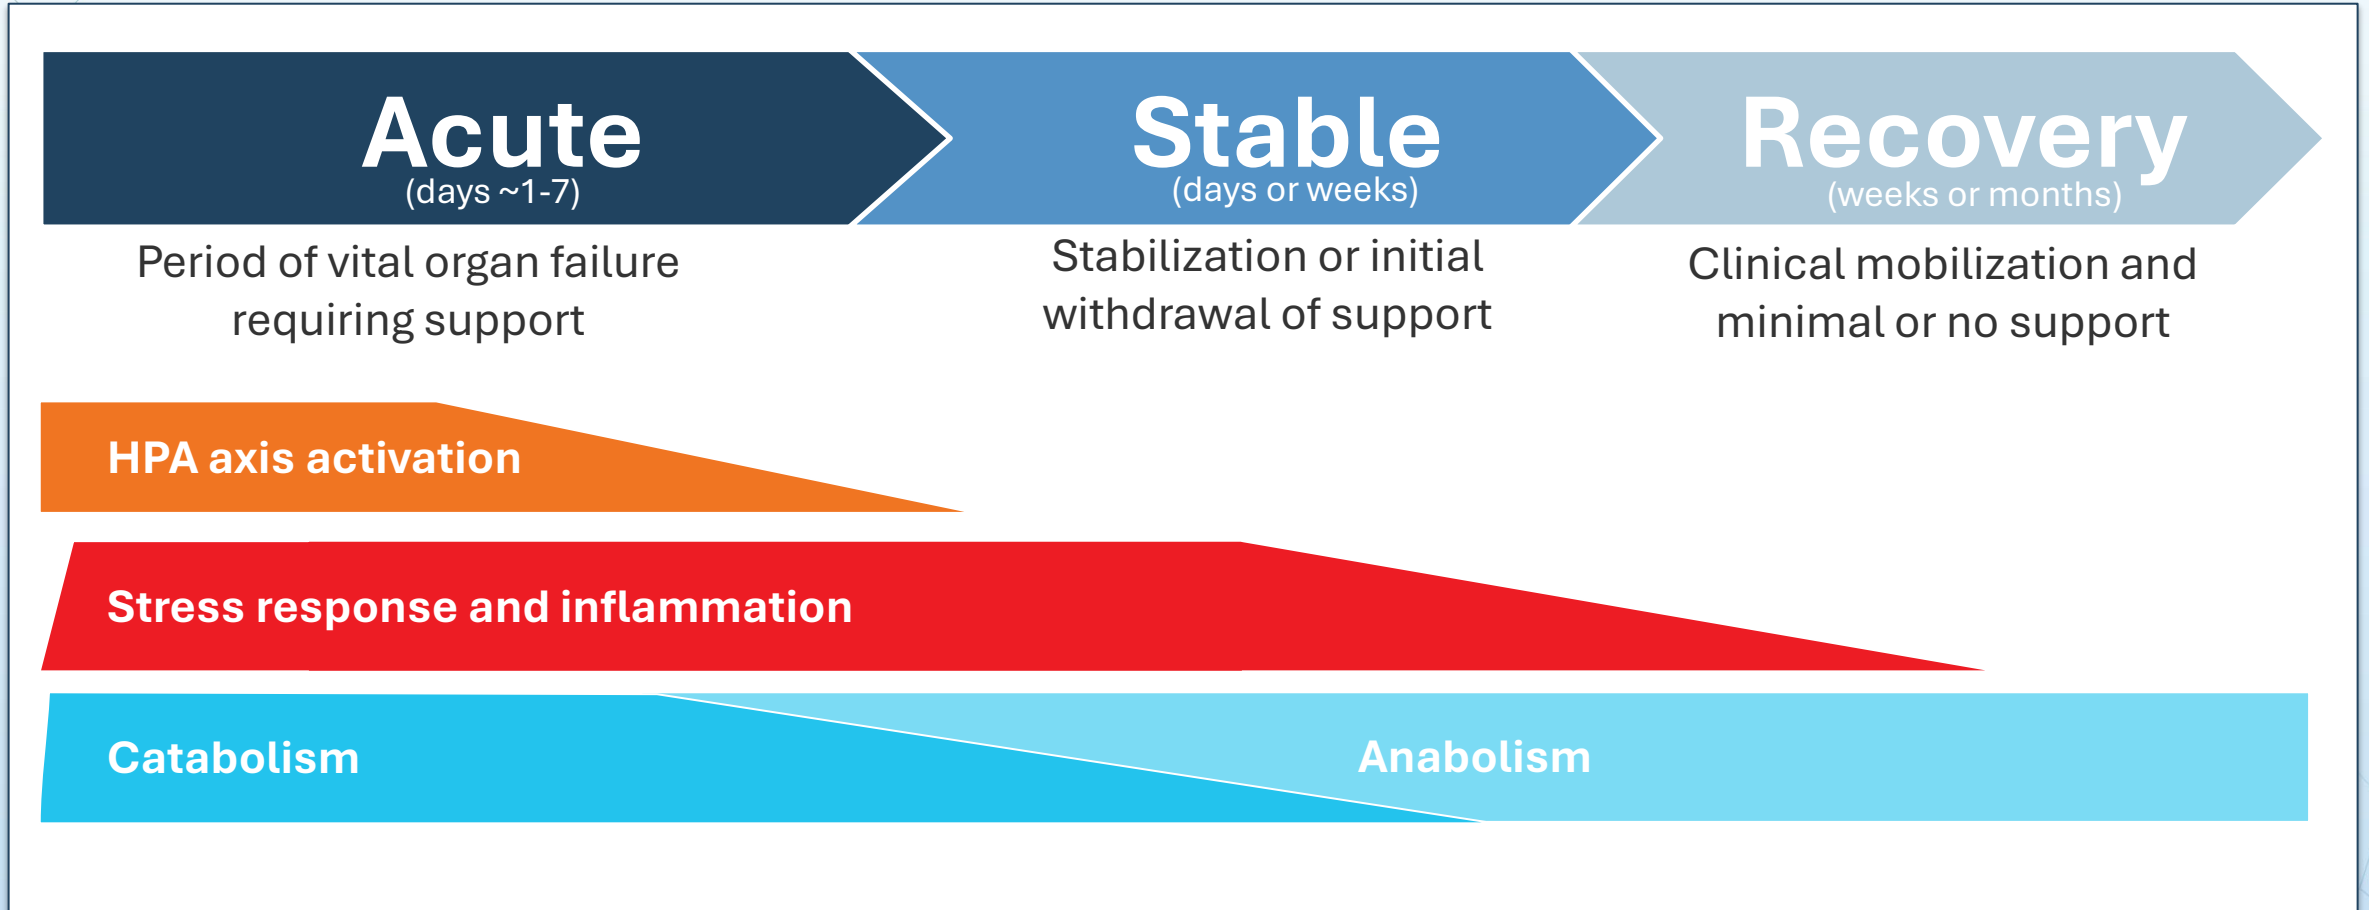 Acute
(days ~1-7)
Stable
(days or weeks)
Recovery
(weeks or months)
Period of vital organ failure
requiring support
Stabilization or initial
withdrawal of support
Clinical mobilization and
minimal or no support
HPA axis activation
Stress response and inflammation
Catabolism
Anabolism